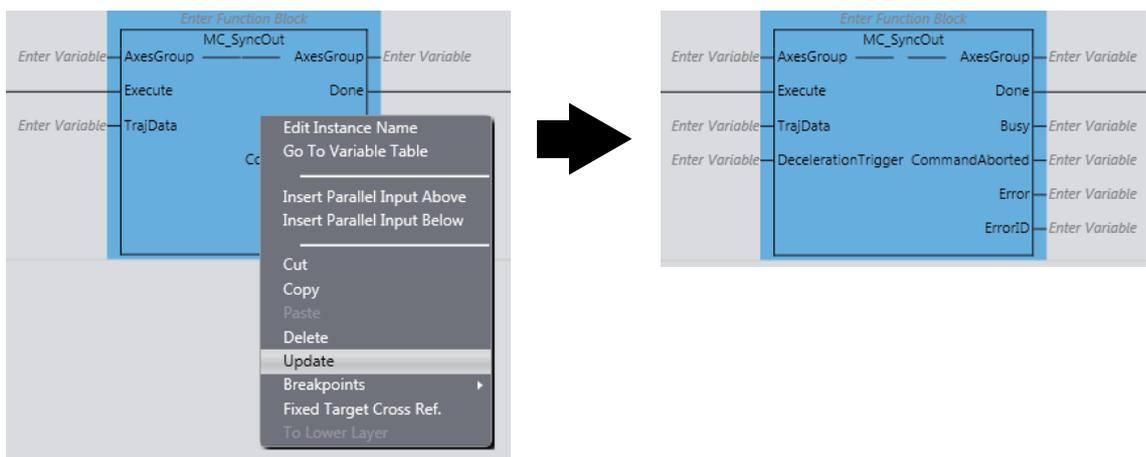 Enter Function Block
MC_SyncOut
Enter Variable AxesGroup AxesGroup Enter Variable
Execute Done
Enter Variable TrajData
Co
Edit Instance Name
Go To Variable Table
Insert Parallel Input Above
Insert Parallel Input Below
Cut
Copy
Paste
Delete
Update
Breakpoints
Fixed Target Cross Ref.
To Lower Layer
Enter Function Block
MC_SyncOut
Enter Variable AxesGroup AxesGroup Enter Variable
Execute Done
Enter Variable TrajData Busy Enter Variable
Enter Variable DecelerationTrigger CommandAborted Enter Variable
Error Enter Variable
ErrorID Enter Variable